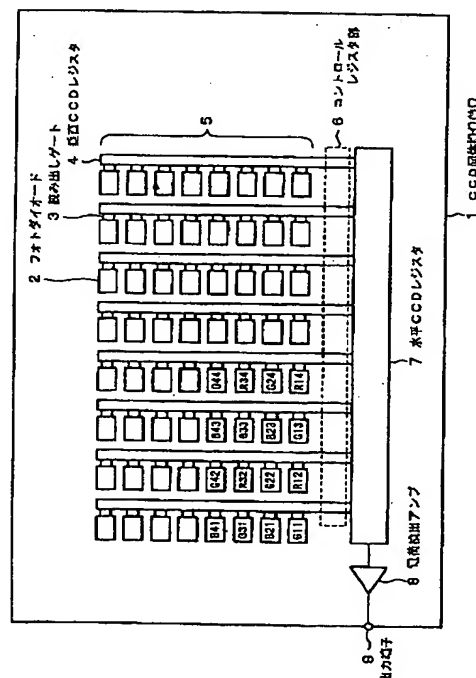 2 フォトダイオード
3 読み出しゲート
4 垂直CCDレジスタ
5
6 コントロール
レジスタ部
B41
G42
B43
G44
G31
R32
G33
R34
B21
G22
B23
G24
G11
R12
G13
R14
7 水平CCDレジスタ
8 電荷検出アンプ
出力端子
1 CCD